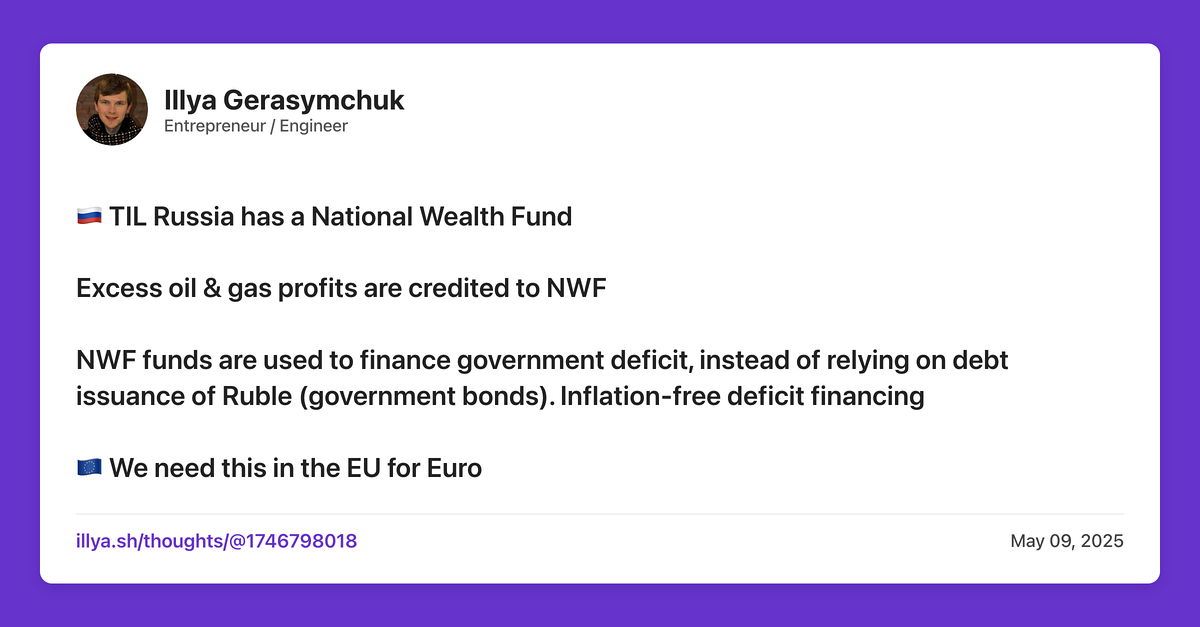 Illya Gerasymchuk
Entrepreneur / Engineer
🇷🇺 TIL Russia has a National Wealth Fund
Excess oil & gas profits are credited to NWF
NWF funds are used to finance government deficit, instead of relying on debt
issuance of Ruble (government bonds). Inflation-free deficit financing
🇪🇺 We need this in the EU for Euro
illya.sh/thoughts/@1746798018
May 09, 2025